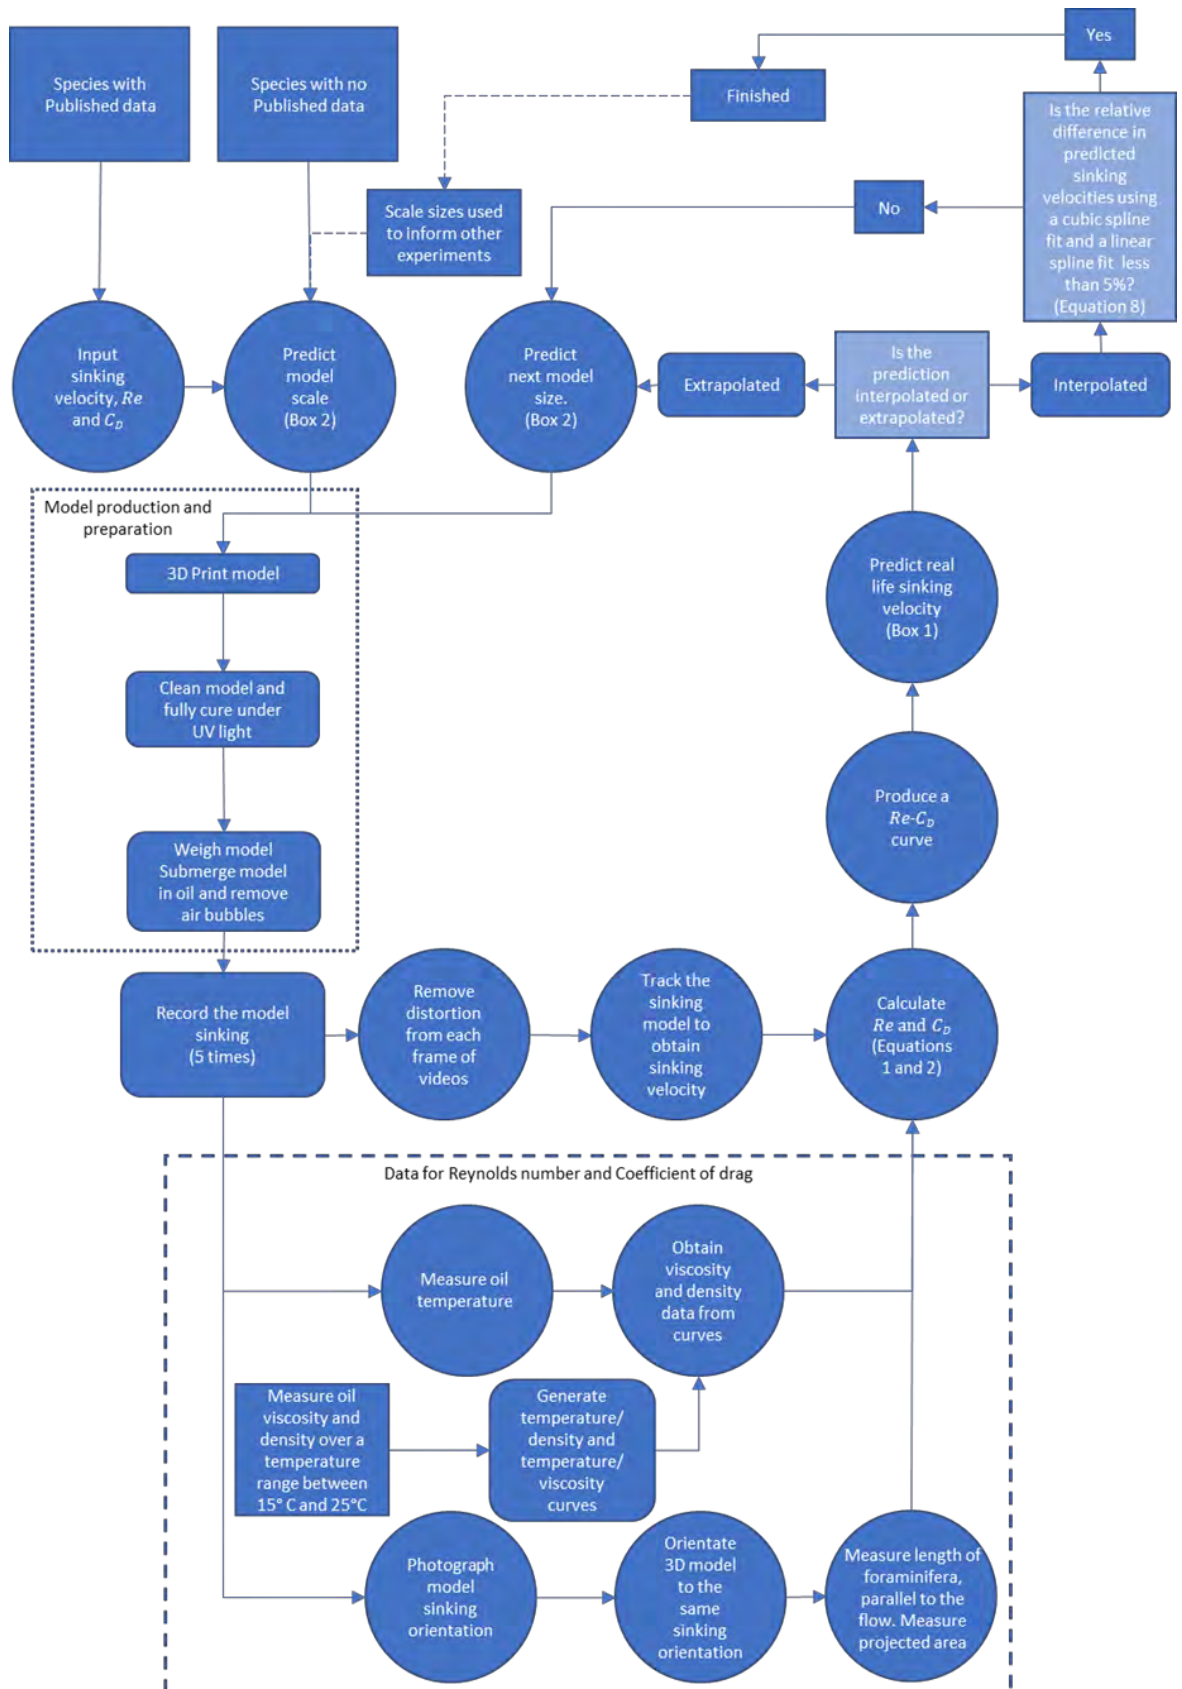 Species with
Published data
Species with no
Published data
Yes
Finished
Is the relative
difference in
predicted
sinking
velocities using
a cubic spline
fit and a linear
spline fit less
than 5%?
(Equation 8)
Scale sizes used
to inform other
experiments
No
Input
sinking
velocity, Re
and C_D
Predict
model
scale
(Box 2)
Predict
next model
size.
(Box 2)
Extrapolated
Is the
prediction
interpolated or
extrapolated?
Interpolated
Model production and
preparation
3D Print model
Clean model and
fully cure under
UV light
Weigh model
Submerge model
in oil and remove
air bubbles
Predict real
life sinking
velocity
(Box 1)
Produce a
Re-C_D
curve
Record the model
sinking
(5 times)
Remove
distortion
from each
frame of
videos
Track the
sinking
model to
obtain
sinking
velocity
Calculate
Re and C_D
(Equations
1 and 2)
Data for Reynolds number and Coefficient of drag
Measure oil
temperature
Obtain
viscosity
and density
data from
curves
Measure oil
viscosity and
density over a
temperature
range between
15° C and 25°C
Generate
temperature/
density and
temperature/
viscosity
curves
Photograph
model
sinking
orientation
Orientate
3D model
to the
same
sinking
orientation
Measure length of
foraminifera,
parallel to the
flow. Measure
projected area